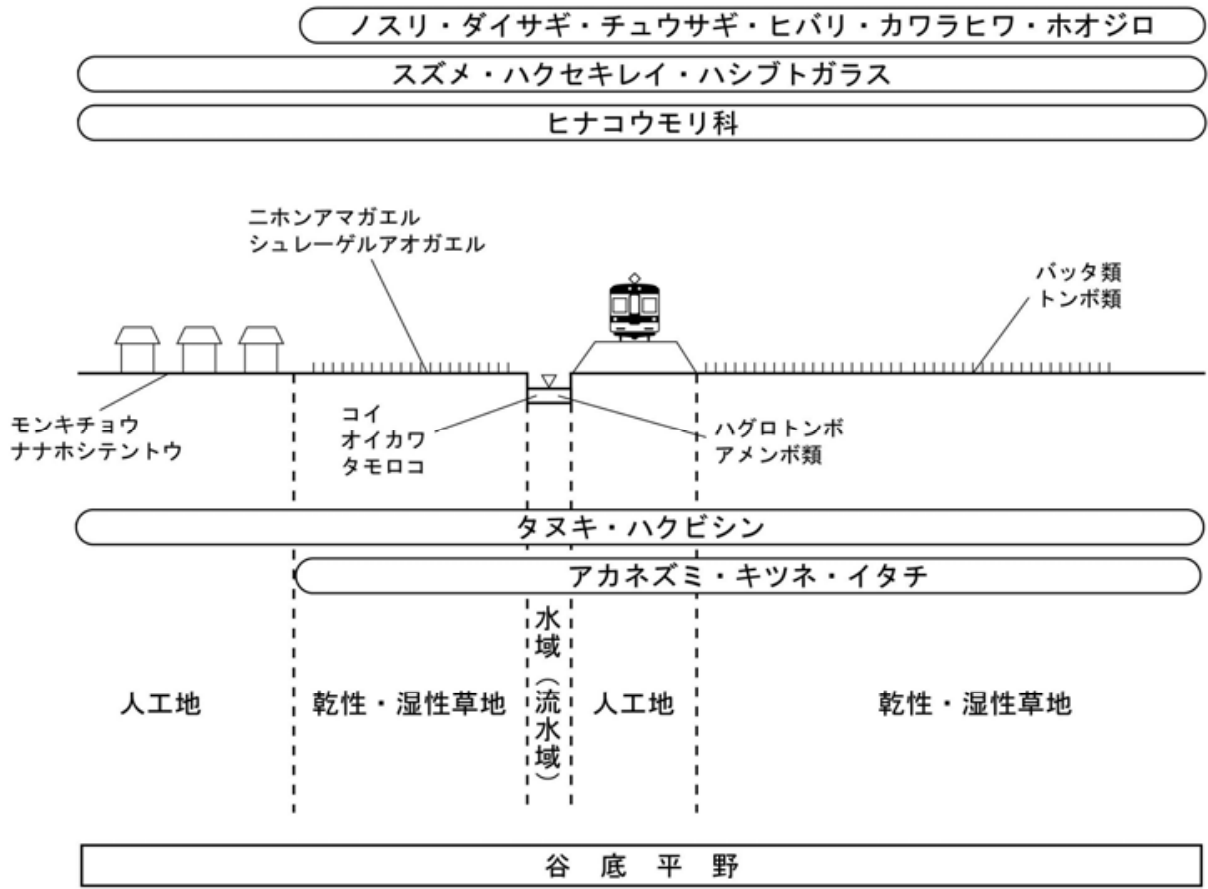 ノスリ・ダイサギ・チュウサギ・ヒバリ・カワラヒワ・ホオジロ
スズメ・ハクセキレイ・ハシブトガラス
ヒナコウモリ科
ニホンアマガエル
シュレーゲルアオガエル
バッタ類
トンボ類
モンキチョウ
ナナホシテントウ
コイ
オイカワ
タモロコ
ハグロトンボ
アメンボ類
タヌキ・ハクビシン
アカネズミ・キツネ・イタチ
人工地
乾性・湿性草地
水域（流水域）
人工地
乾性・湿性草地
谷底平野